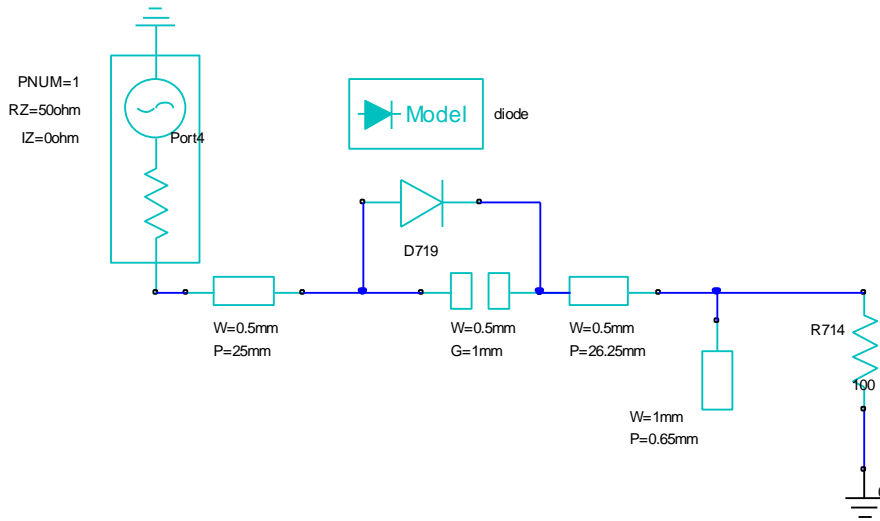 PNUM=1
RZ=50ohm
IZ=0ohm
Port4
Model
diode
D719
W=0.5mm
P=25mm
W=0.5mm
G=1mm
W=0.5mm
P=26.25mm
R714
100
W=1mm
P=0.65mm